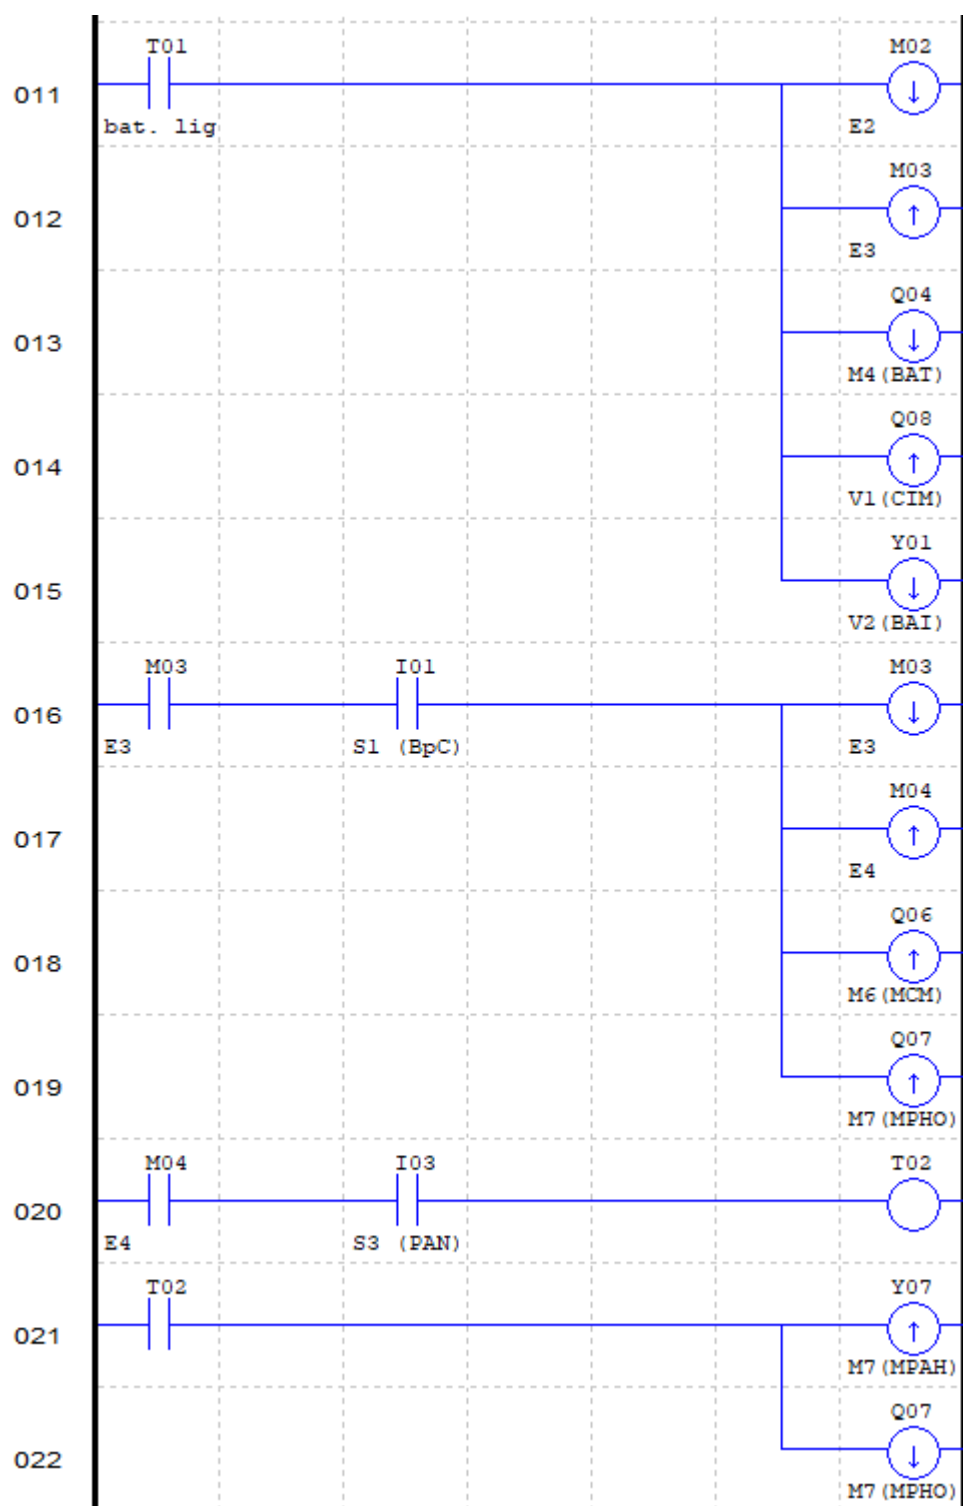 T01 M02
011
bat. lig E2
M03
012
E3
Q04
013
M4(BAT)
Q08
014
V1(CIM)
Y01
015
V2(BAI)
M03 I01 M03
016
E3 S1 (BpC) E3
M04
017
E4
Q06
018
M6(MCM)
Q07
019
M7(MPHO)
M04 I03 T02
020
E4 S3 (PAN)
T02 Y07
021
M7(MPAH)
Q07
022
M7(MPHO)